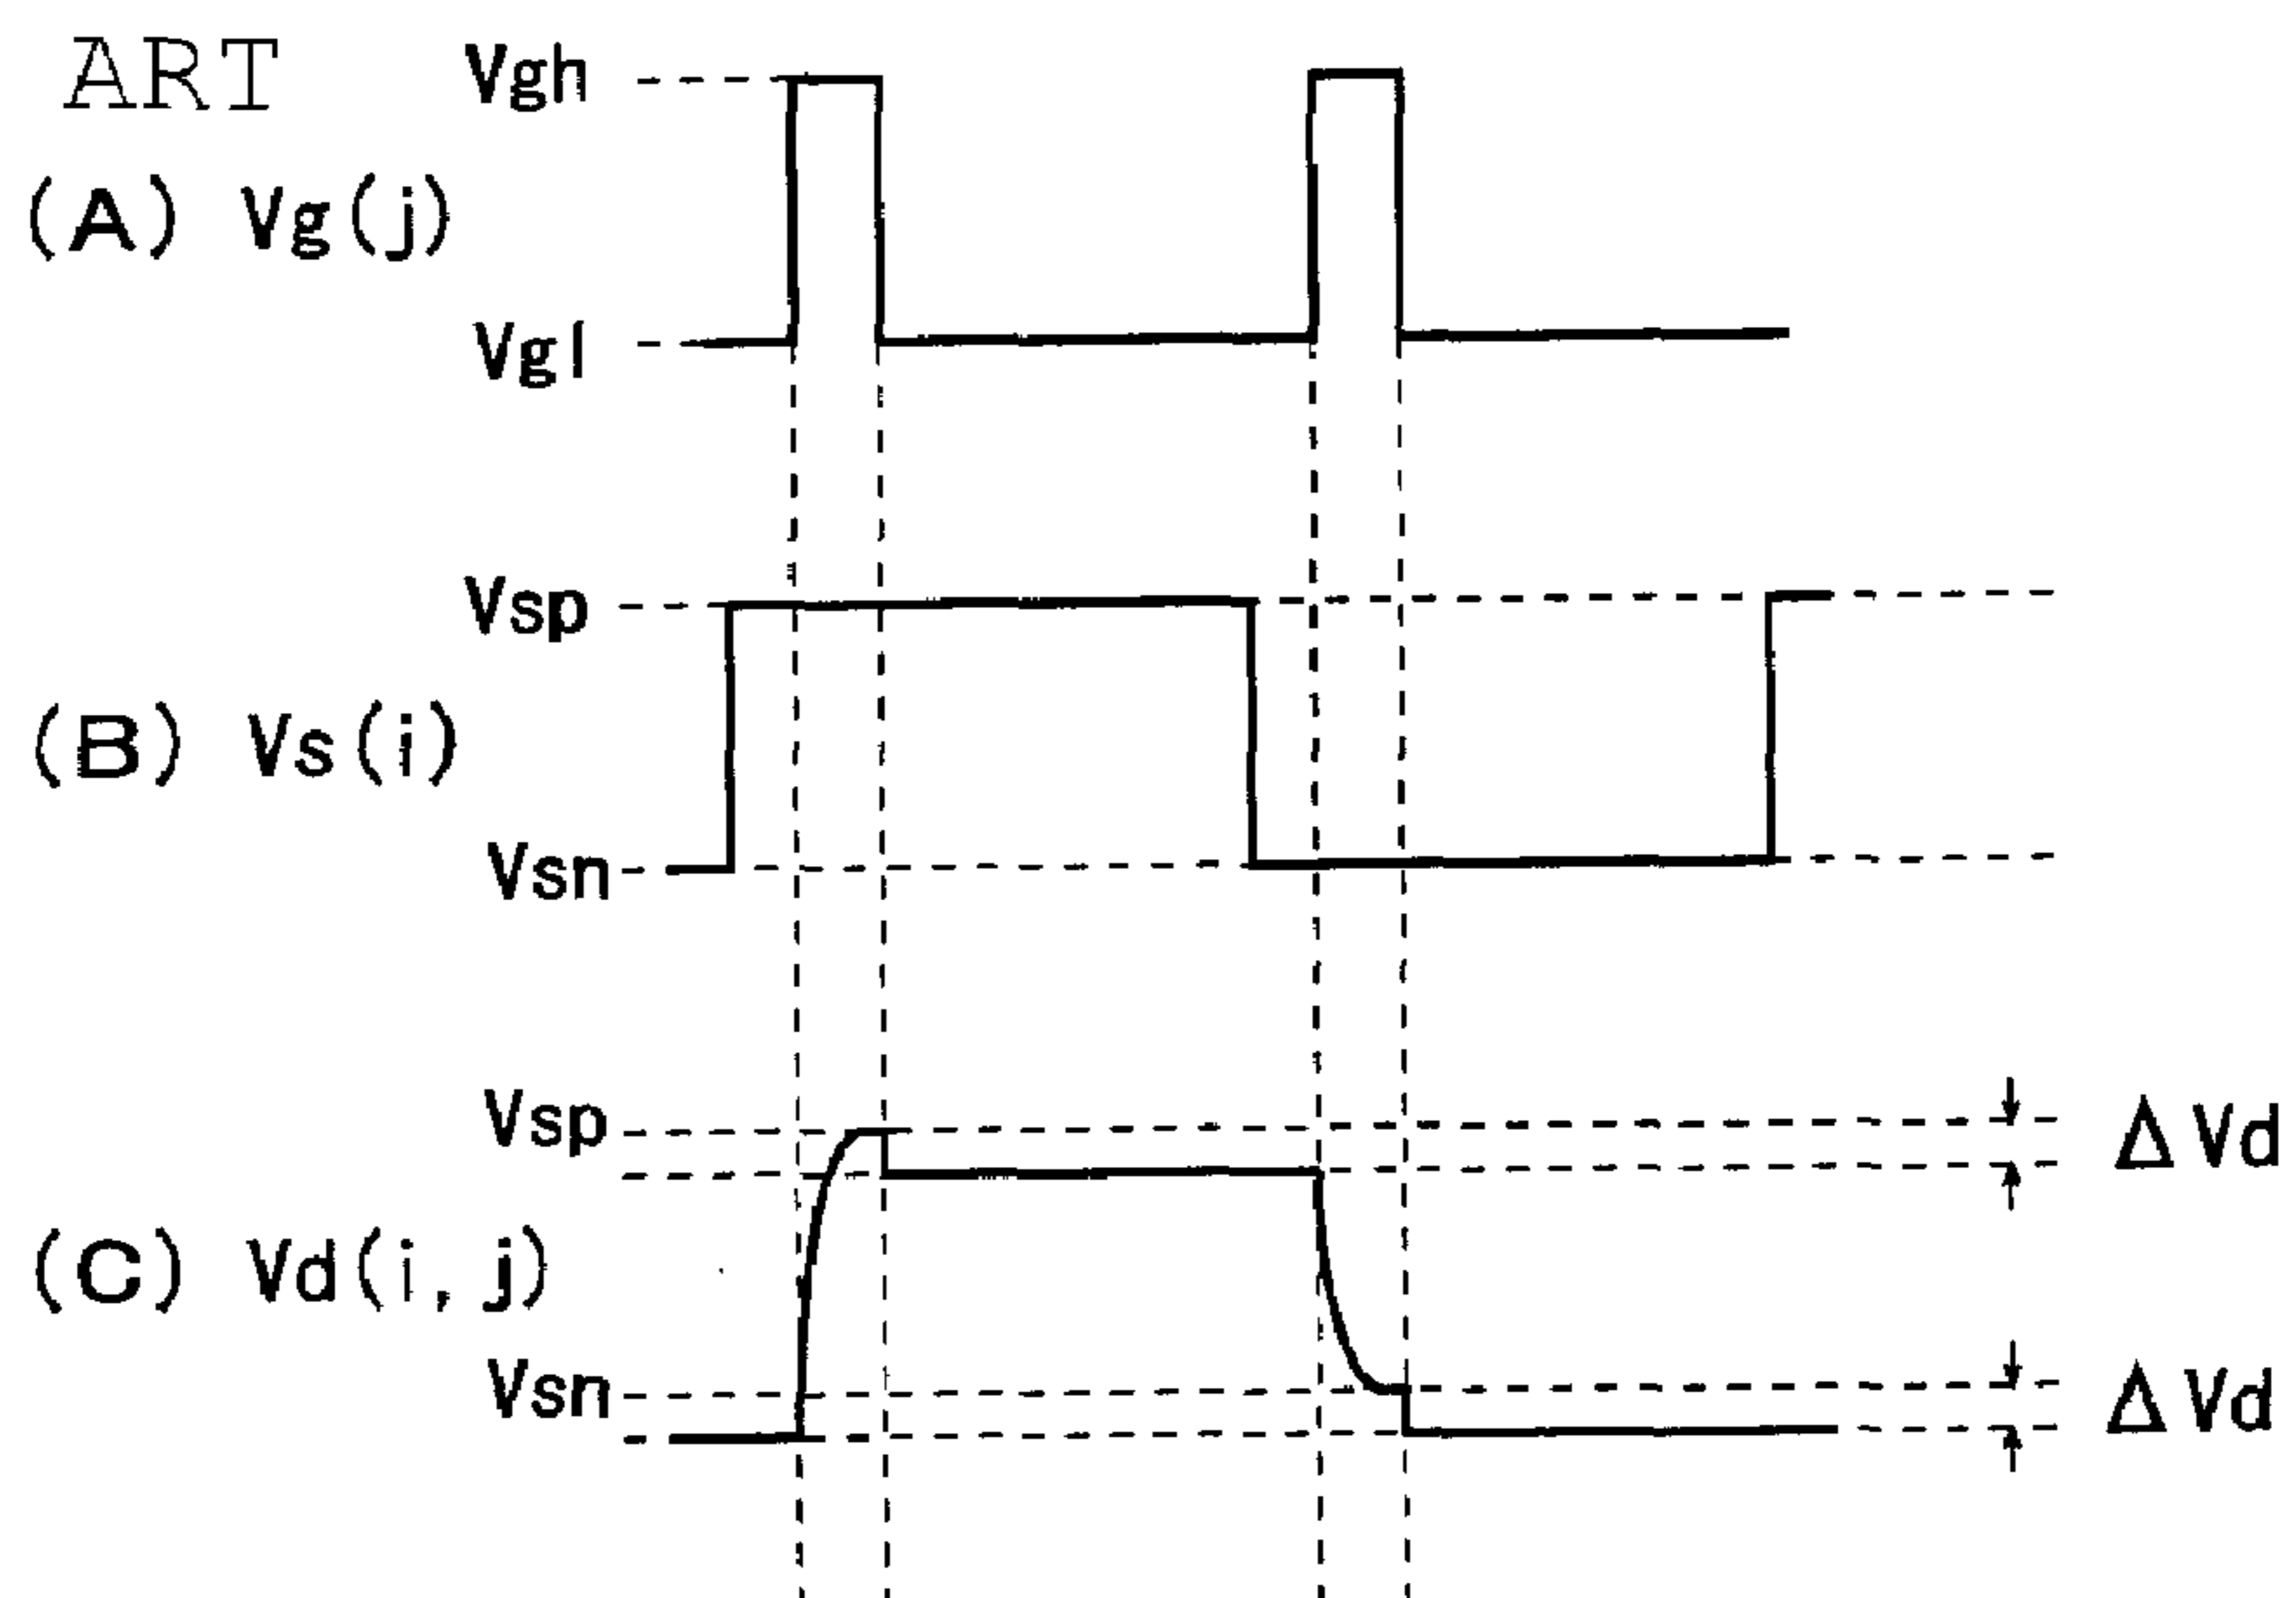 ART
Vgh
(A) Vg(j)
Vgl
Vsp
(B) Vs(i)
Vsn
Vsp
ΔVd
(C) Vd(i,j)
Vsn
ΔVd